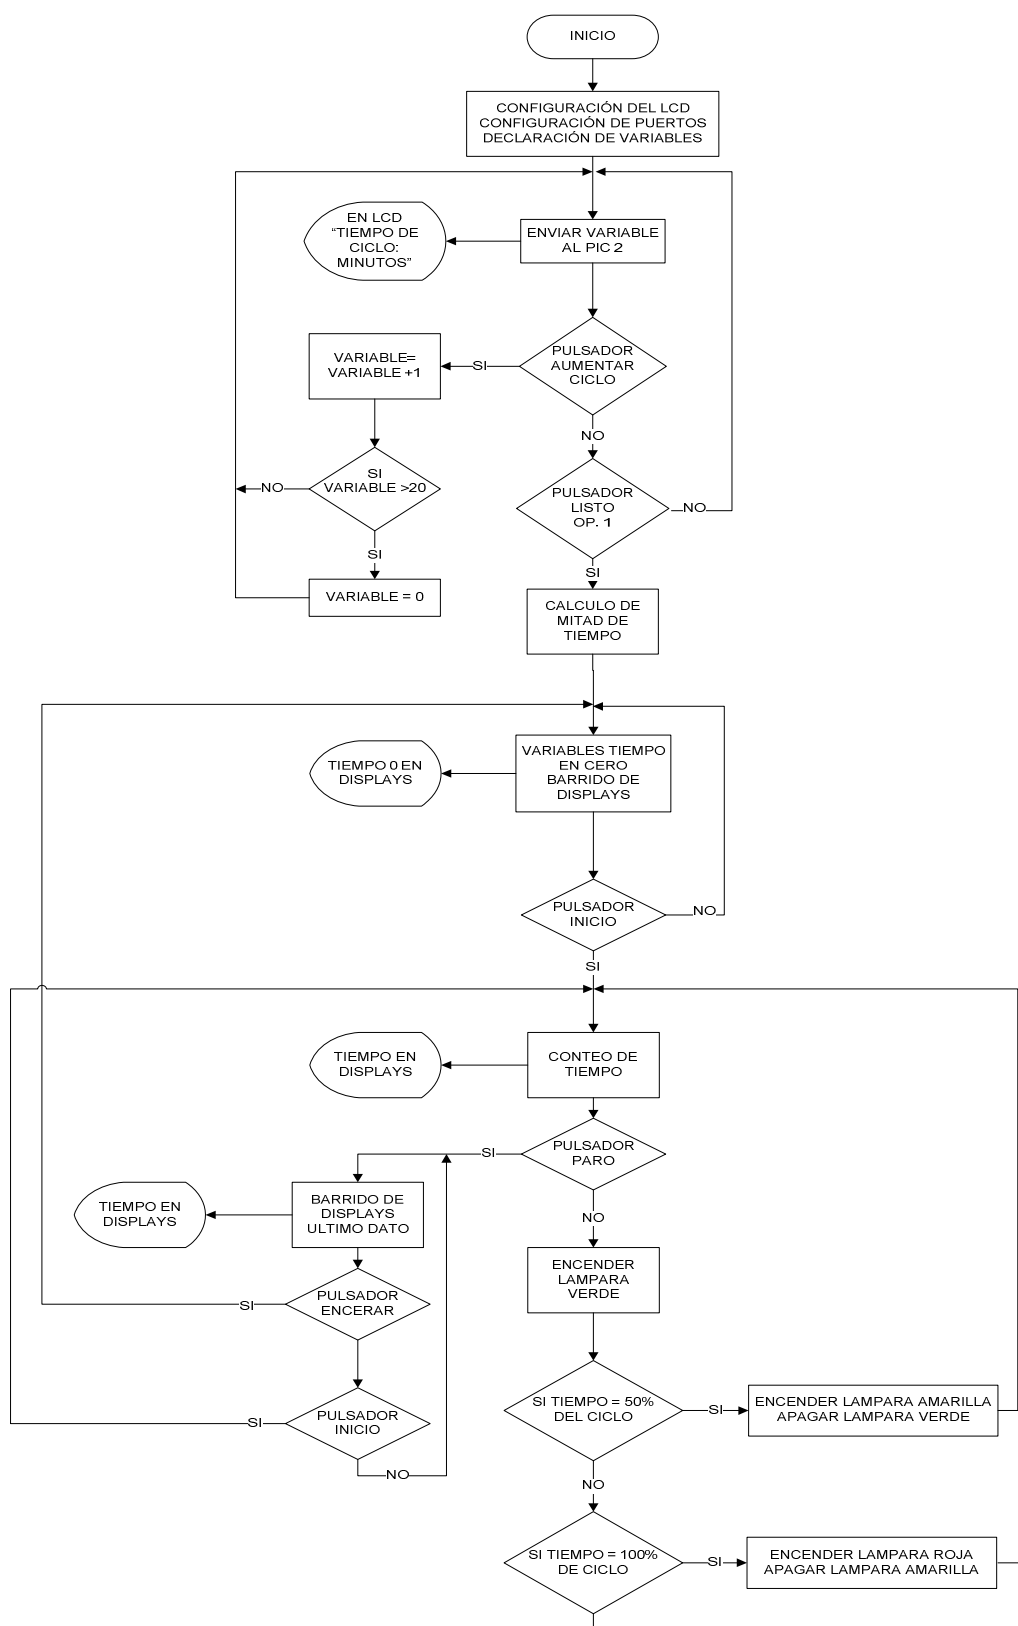 INICIO
CONFIGURACIÓN DEL LCD
CONFIGURACIÓN DE PUERTOS
DECLARACIÓN DE VARIABLES
EN LCD
“TIEMPO DE
CICLO:
MINUTOS”
ENVIAR VARIABLE
AL PIC 2
VARIABLE=
VARIABLE +1
SI
PULSADOR
AUMENTAR
CICLO
NO
SI
VARIABLE >20
NO
PULSADOR
LISTO
OP. 1
NO
SI
SI
VARIABLE = 0
CALCULO DE
MITAD DE
TIEMPO
TIEMPO 0 EN
DISPLAYS
VARIABLES TIEMPO
EN CERO
BARRIDO DE
DISPLAYS
PULSADOR
INICIO
NO
SI
TIEMPO EN
DISPLAYS
CONTEO DE
TIEMPO
PULSADOR
PARO
SI
TIEMPO EN
DISPLAYS
BARRIDO DE
DISPLAYS
ULTIMO DATO
NO
ENCENDER
LAMPARA
VERDE
PULSADOR
ENCERAR
SI
PULSADOR
INICIO
SI
NO
SI TIEMPO = 50%
DEL CICLO
SI
ENCENDER LAMPARA AMARILLA
APAGAR LAMPARA VERDE
NO
SI TIEMPO = 100%
DE CICLO
SI
ENCENDER LAMPARA ROJA
APAGAR LAMPARA AMARILLA